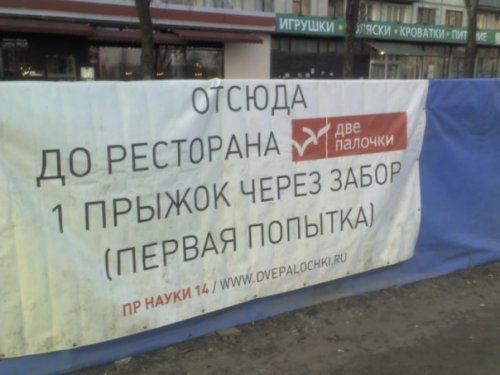 ИГРУШКИ КОЛЯСКИ · КРОВАТКИ · ПИТАНИЕ
ОТСЮДА
ДО РЕСТОРАНА две палочки
1 ПРЫЖОК ЧЕРЕЗ ЗАБОР
(ПЕРВАЯ ПОПЫТКА)
ПР НАУКИ 14 / WWW.DVEPALOCHKI.RU